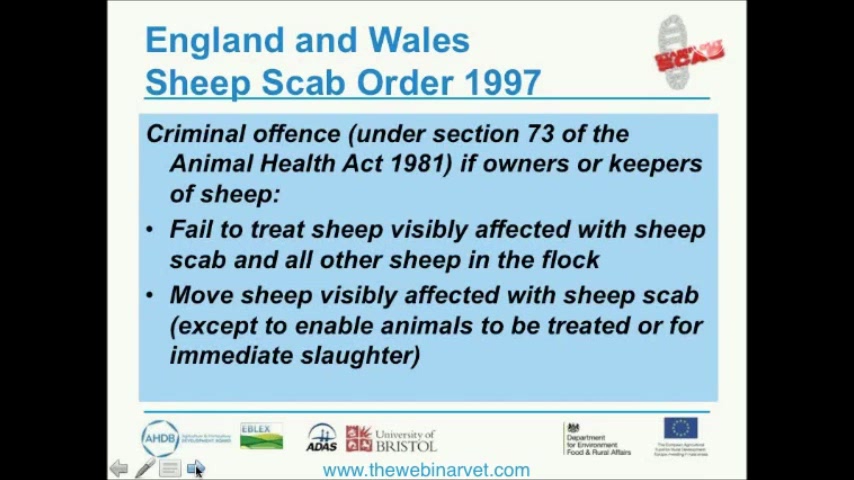 England and Wales
Sheep Scab Order 1997
STAMP OUT
SCAB
Criminal offence (under section 73 of the
Animal Health Act 1981) if owners or keepers
of sheep:
• Fail to treat sheep visibly affected with sheep
scab and all other sheep in the flock
• Move sheep visibly affected with sheep scab
(except to enable animals to be treated or for
immediate slaughter)
AHDB
EBLEX
ADAS
University of
BRISTOL
Department
for Environment
Food & Rural Affairs
www.thewebinarvet.com